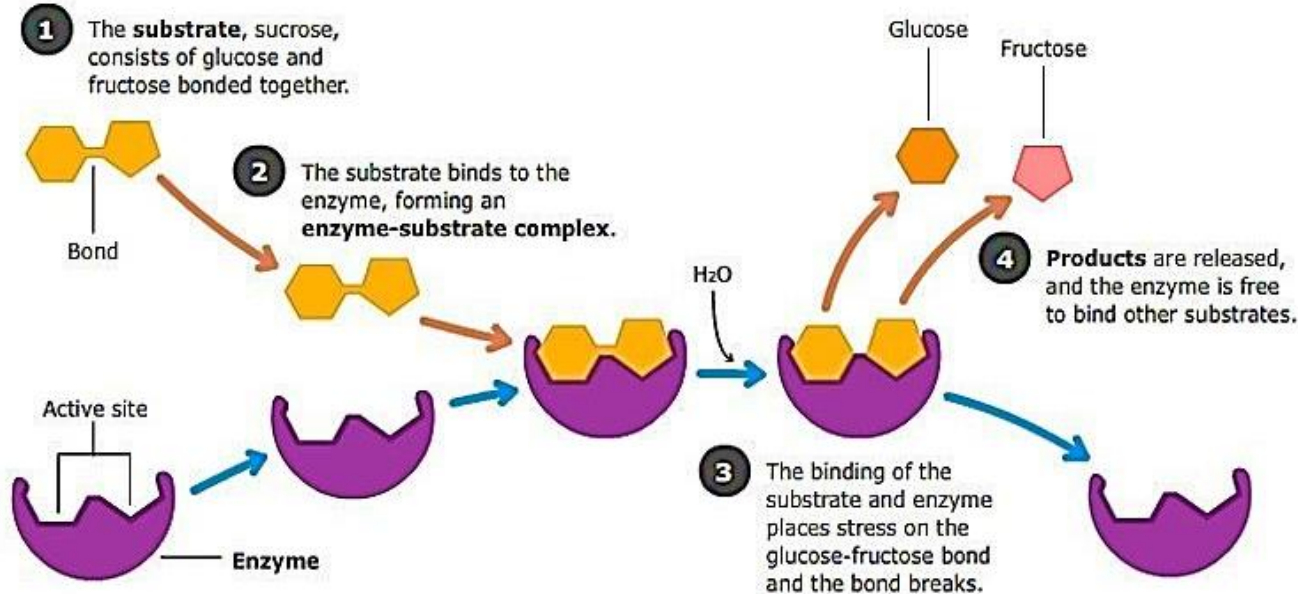 1 The substrate, sucrose,
consists of glucose and
fructose bonded together.
Bond
2 The substrate binds to the
enzyme, forming an
enzyme-substrate complex.
Active site
Enzyme
H2O
3 The binding of the
substrate and enzyme
places stress on the
glucose-fructose bond
and the bond breaks.
Glucose
Fructose
4 Products are released,
and the enzyme is free
to bind other substrates.